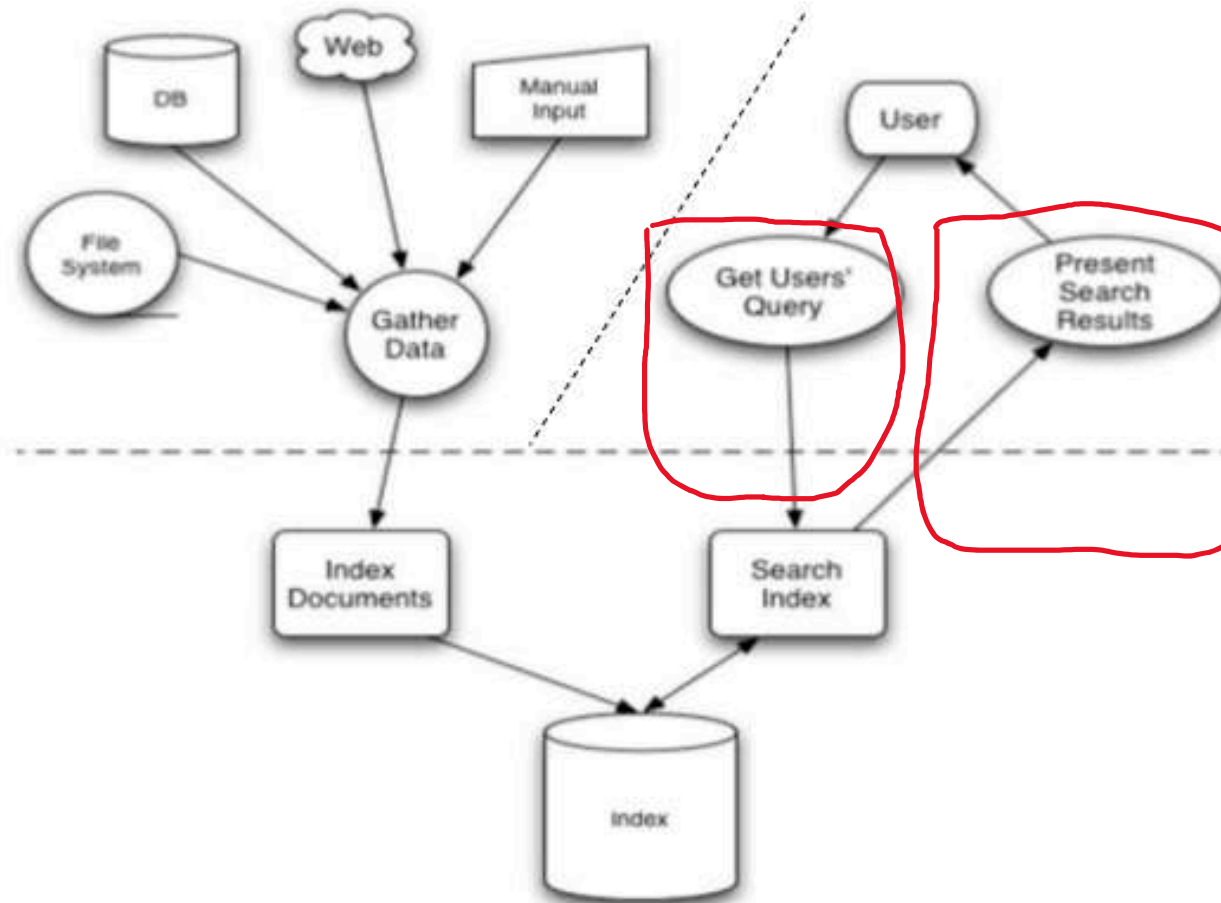 Web
DB
Manual
Input
User
File
System
Get Users'
Query
Present
Search
Results
Gather
Data
Index
Documents
Search
Index
Index